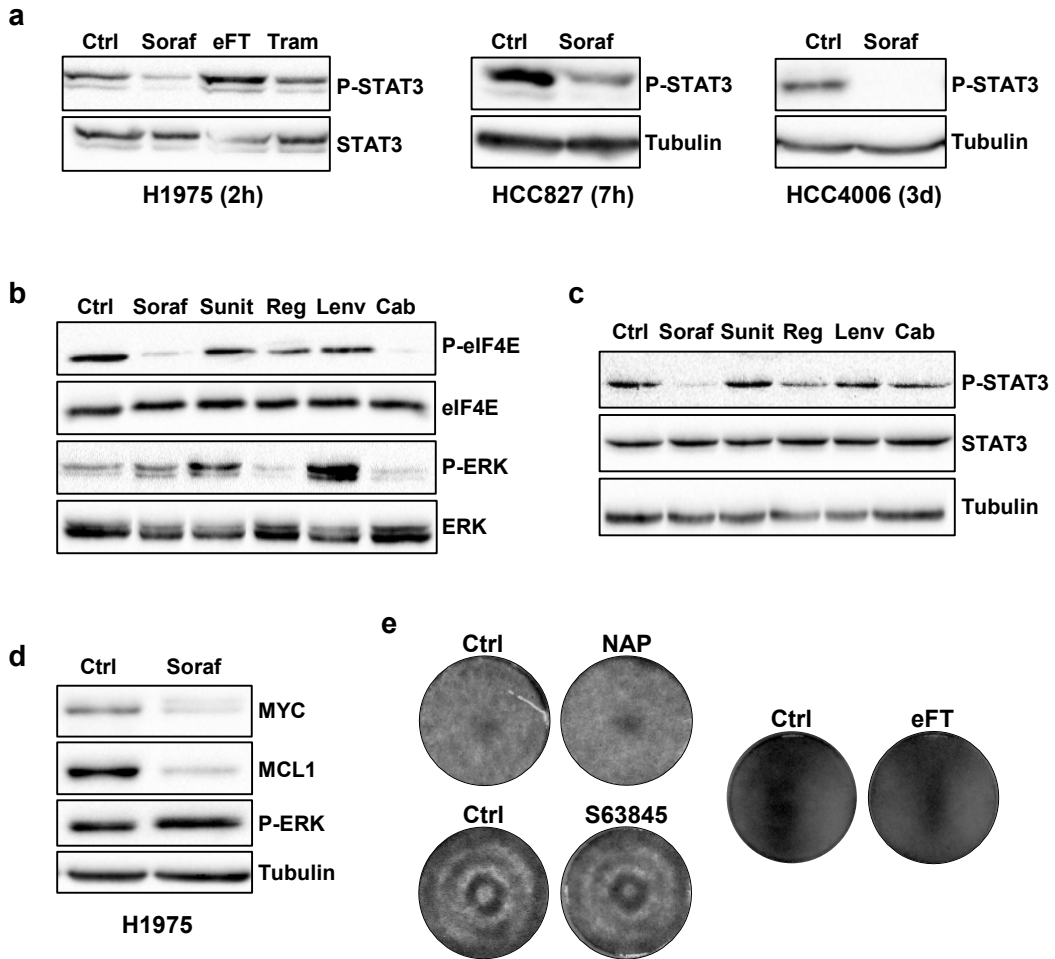 a
Ctrl Soraf eFT Tram
P-STAT3
STAT3
H1975 (2h)
Ctrl Soraf
P-STAT3
Tubulin
HCC827 (7h)
Ctrl Soraf
P-STAT3
Tubulin
HCC4006 (3d)
b
Ctrl Soraf Sunit Reg Lenv Cab
P-eIF4E
eIF4E
P-ERK
ERK
c
Ctrl Soraf Sunit Reg Lenv Cab
P-STAT3
STAT3
Tubulin
d
Ctrl Soraf
MYC
MCL1
P-ERK
Tubulin
H1975
e
Ctrl NAP
Ctrl S63845
Ctrl eFT